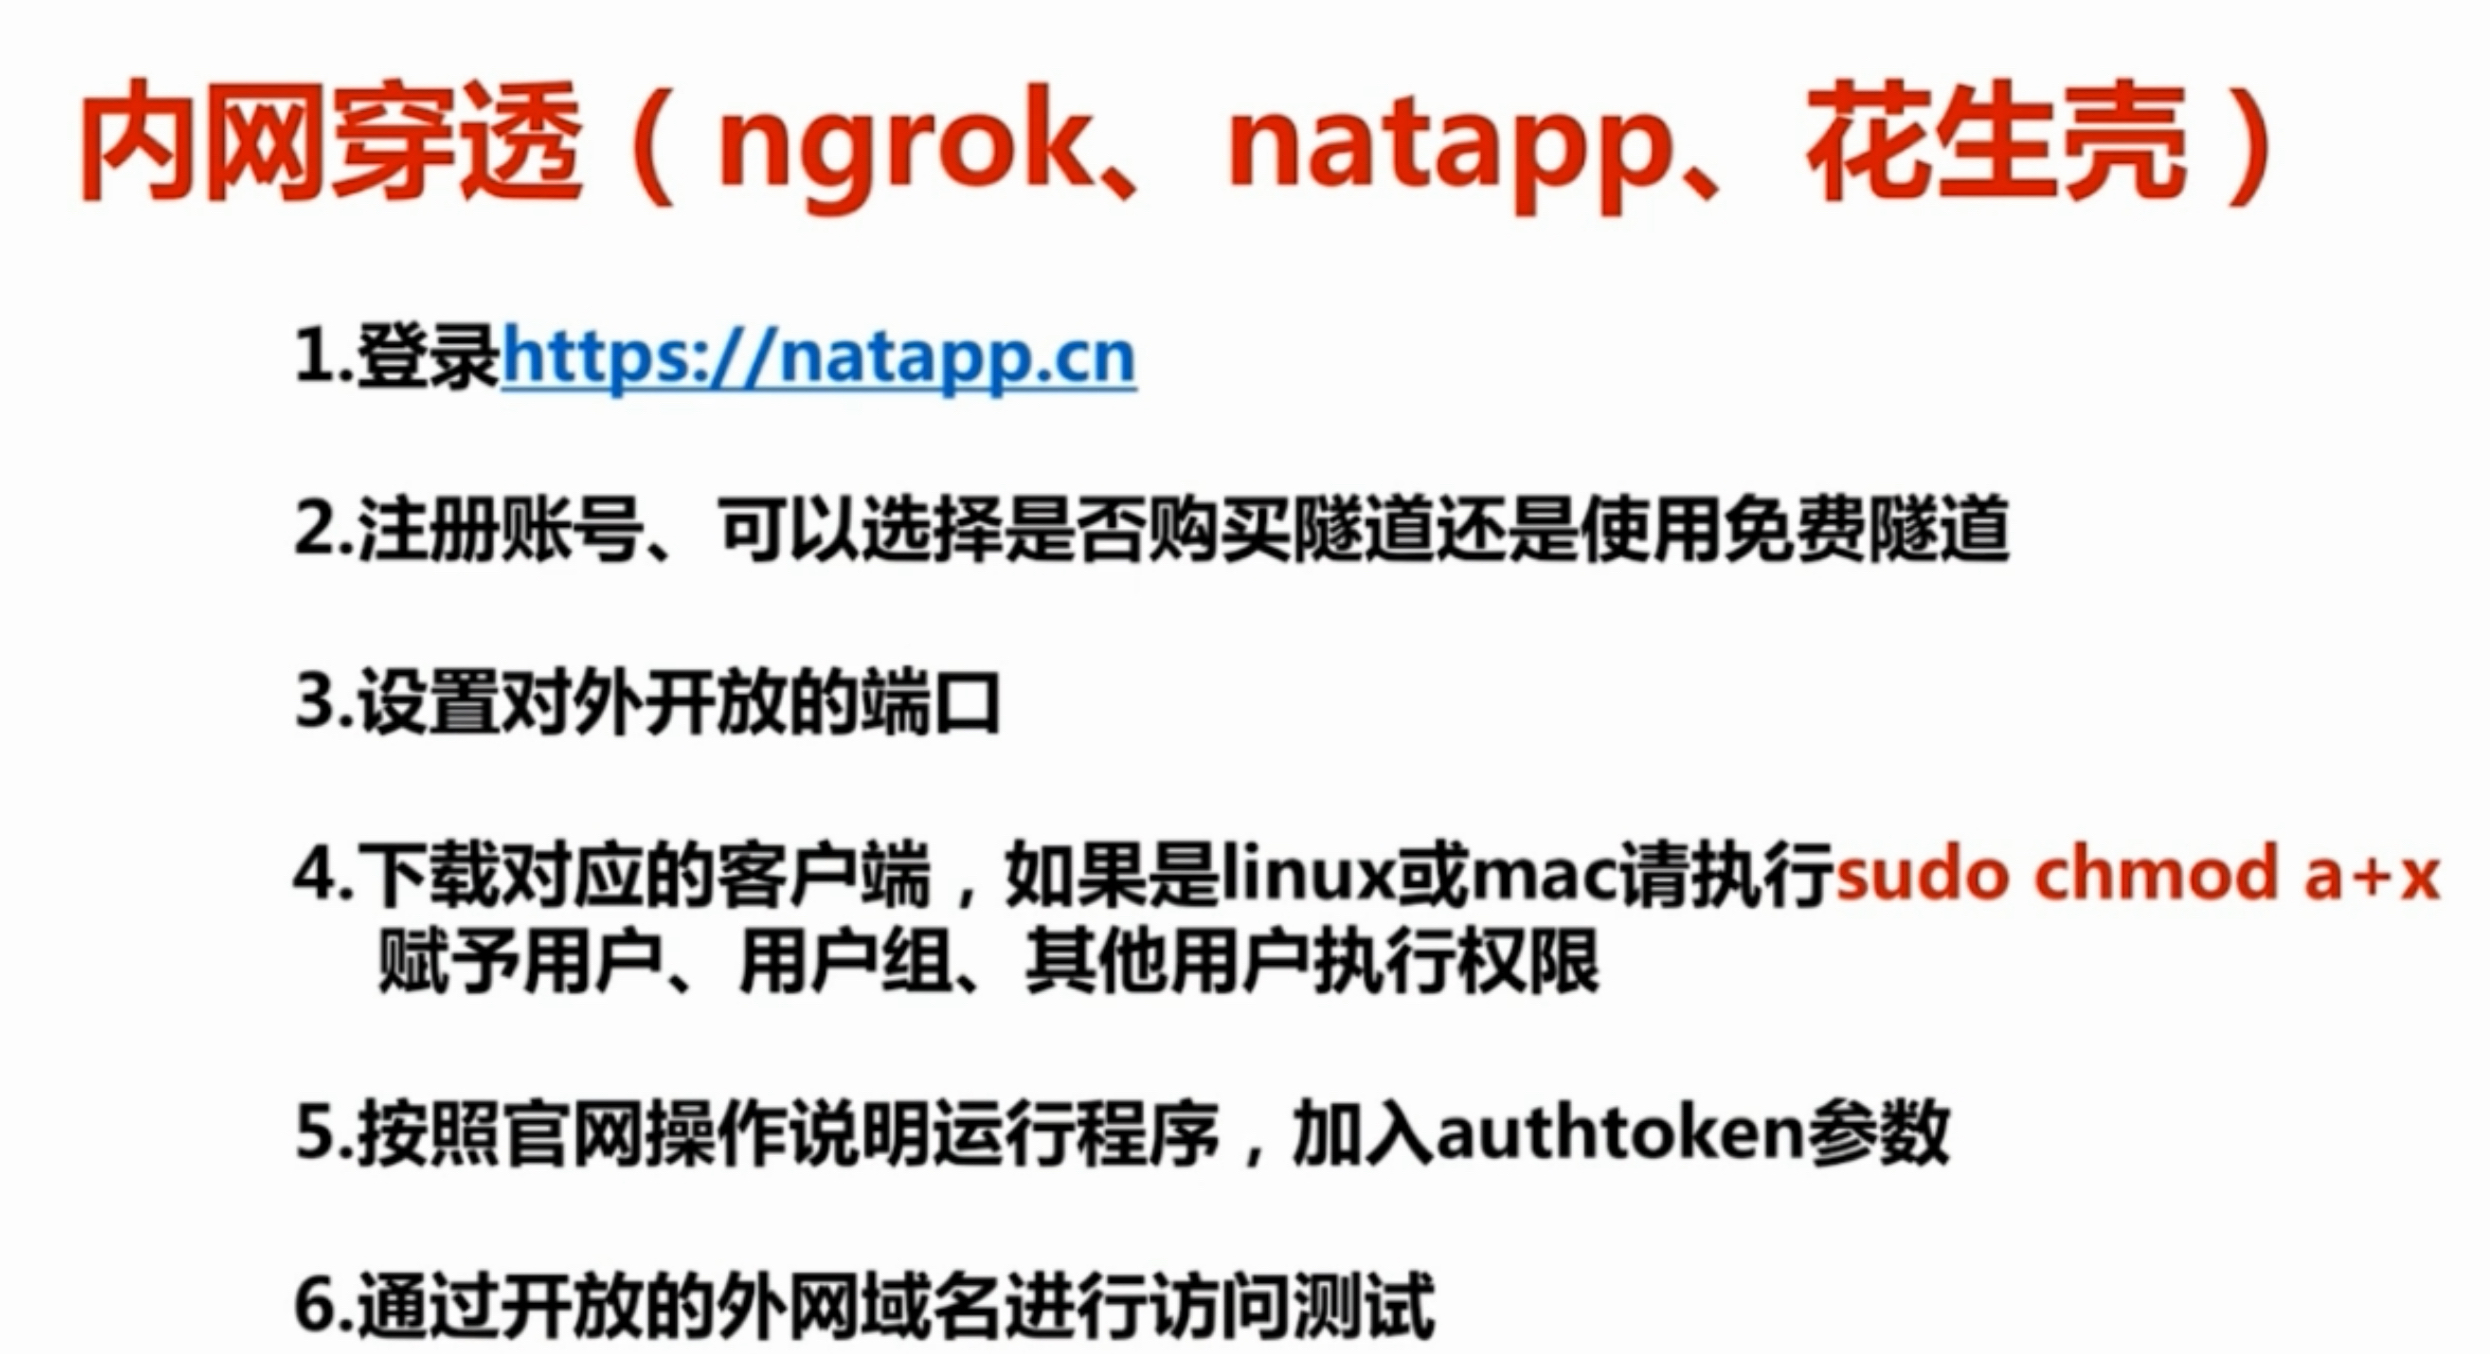 内网穿透（ngrok、natapp、花生壳）
1.登录https://natapp.cn
2.注册账号、可以选择是否购买隧道还是使用免费隧道
3.设置对外开放的端口
4.下载对应的客户端，如果是linux或mac请执行sudo chmod a+x
赋予用户、用户组、其他用户执行权限
5.按照官网操作说明运行程序，加入authtoken参数
6.通过开放的外网域名进行访问测试